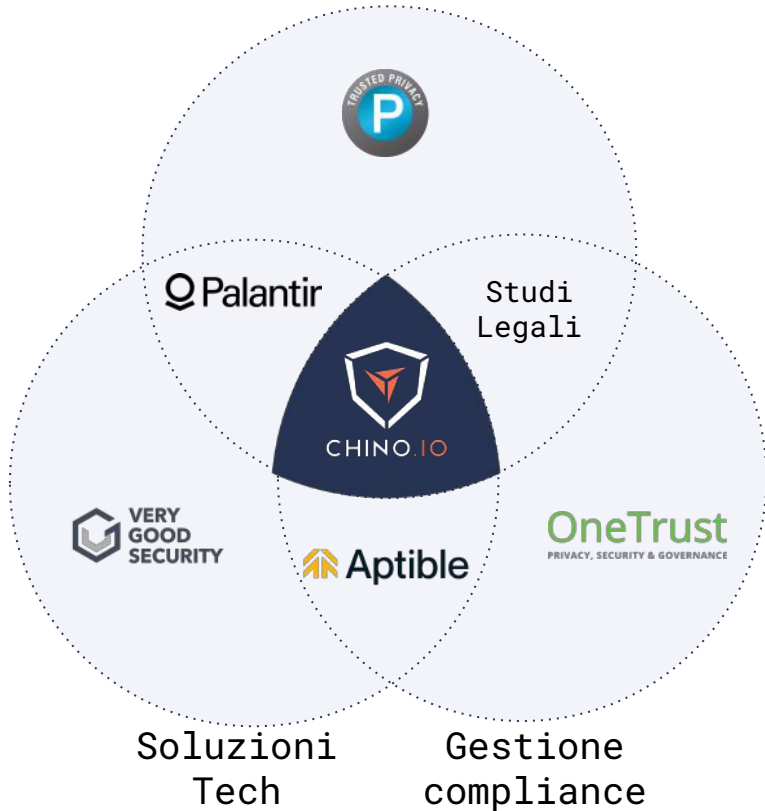 TRUSTED PRIVACY
P
Palantir
Studi
Legali
CHINO.IO
VERY
GOOD
SECURITY
OneTrust
PRIVACY, SECURITY & GOVERNANCE
Aptible
Soluzioni
Tech
Gestione
compliance